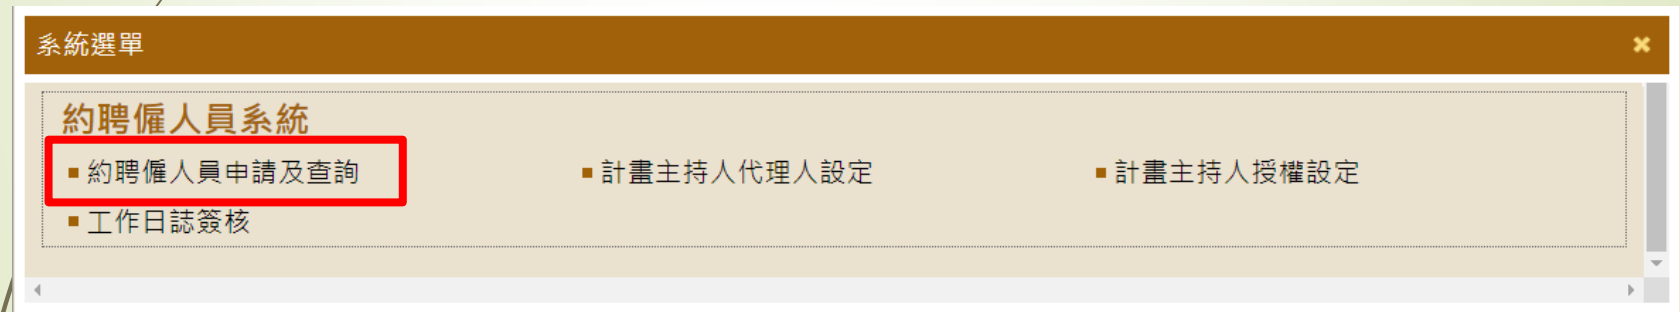 系統選單
約聘僱人員系統
約聘僱人員申請及查詢 計畫主持人代理人設定 計畫主持人授權設定
工作日誌簽核